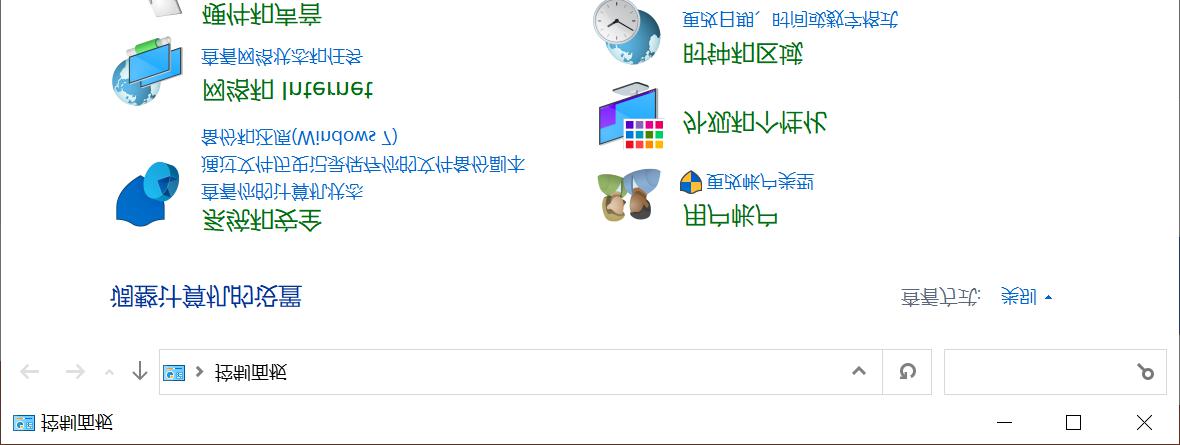 控制面板
控制面板
调整计算机的设置
查看方式: 类别
系统和安全
查看你的计算机状态
通过文件历史记录保存你的文件备份副本
备份和还原(Windows 7)
用户帐户
更改帐户类型
外观和个性化
网络和 Internet
查看网络状态和任务
时钟和区域
更改日期、时间或数字格式
硬件和声音